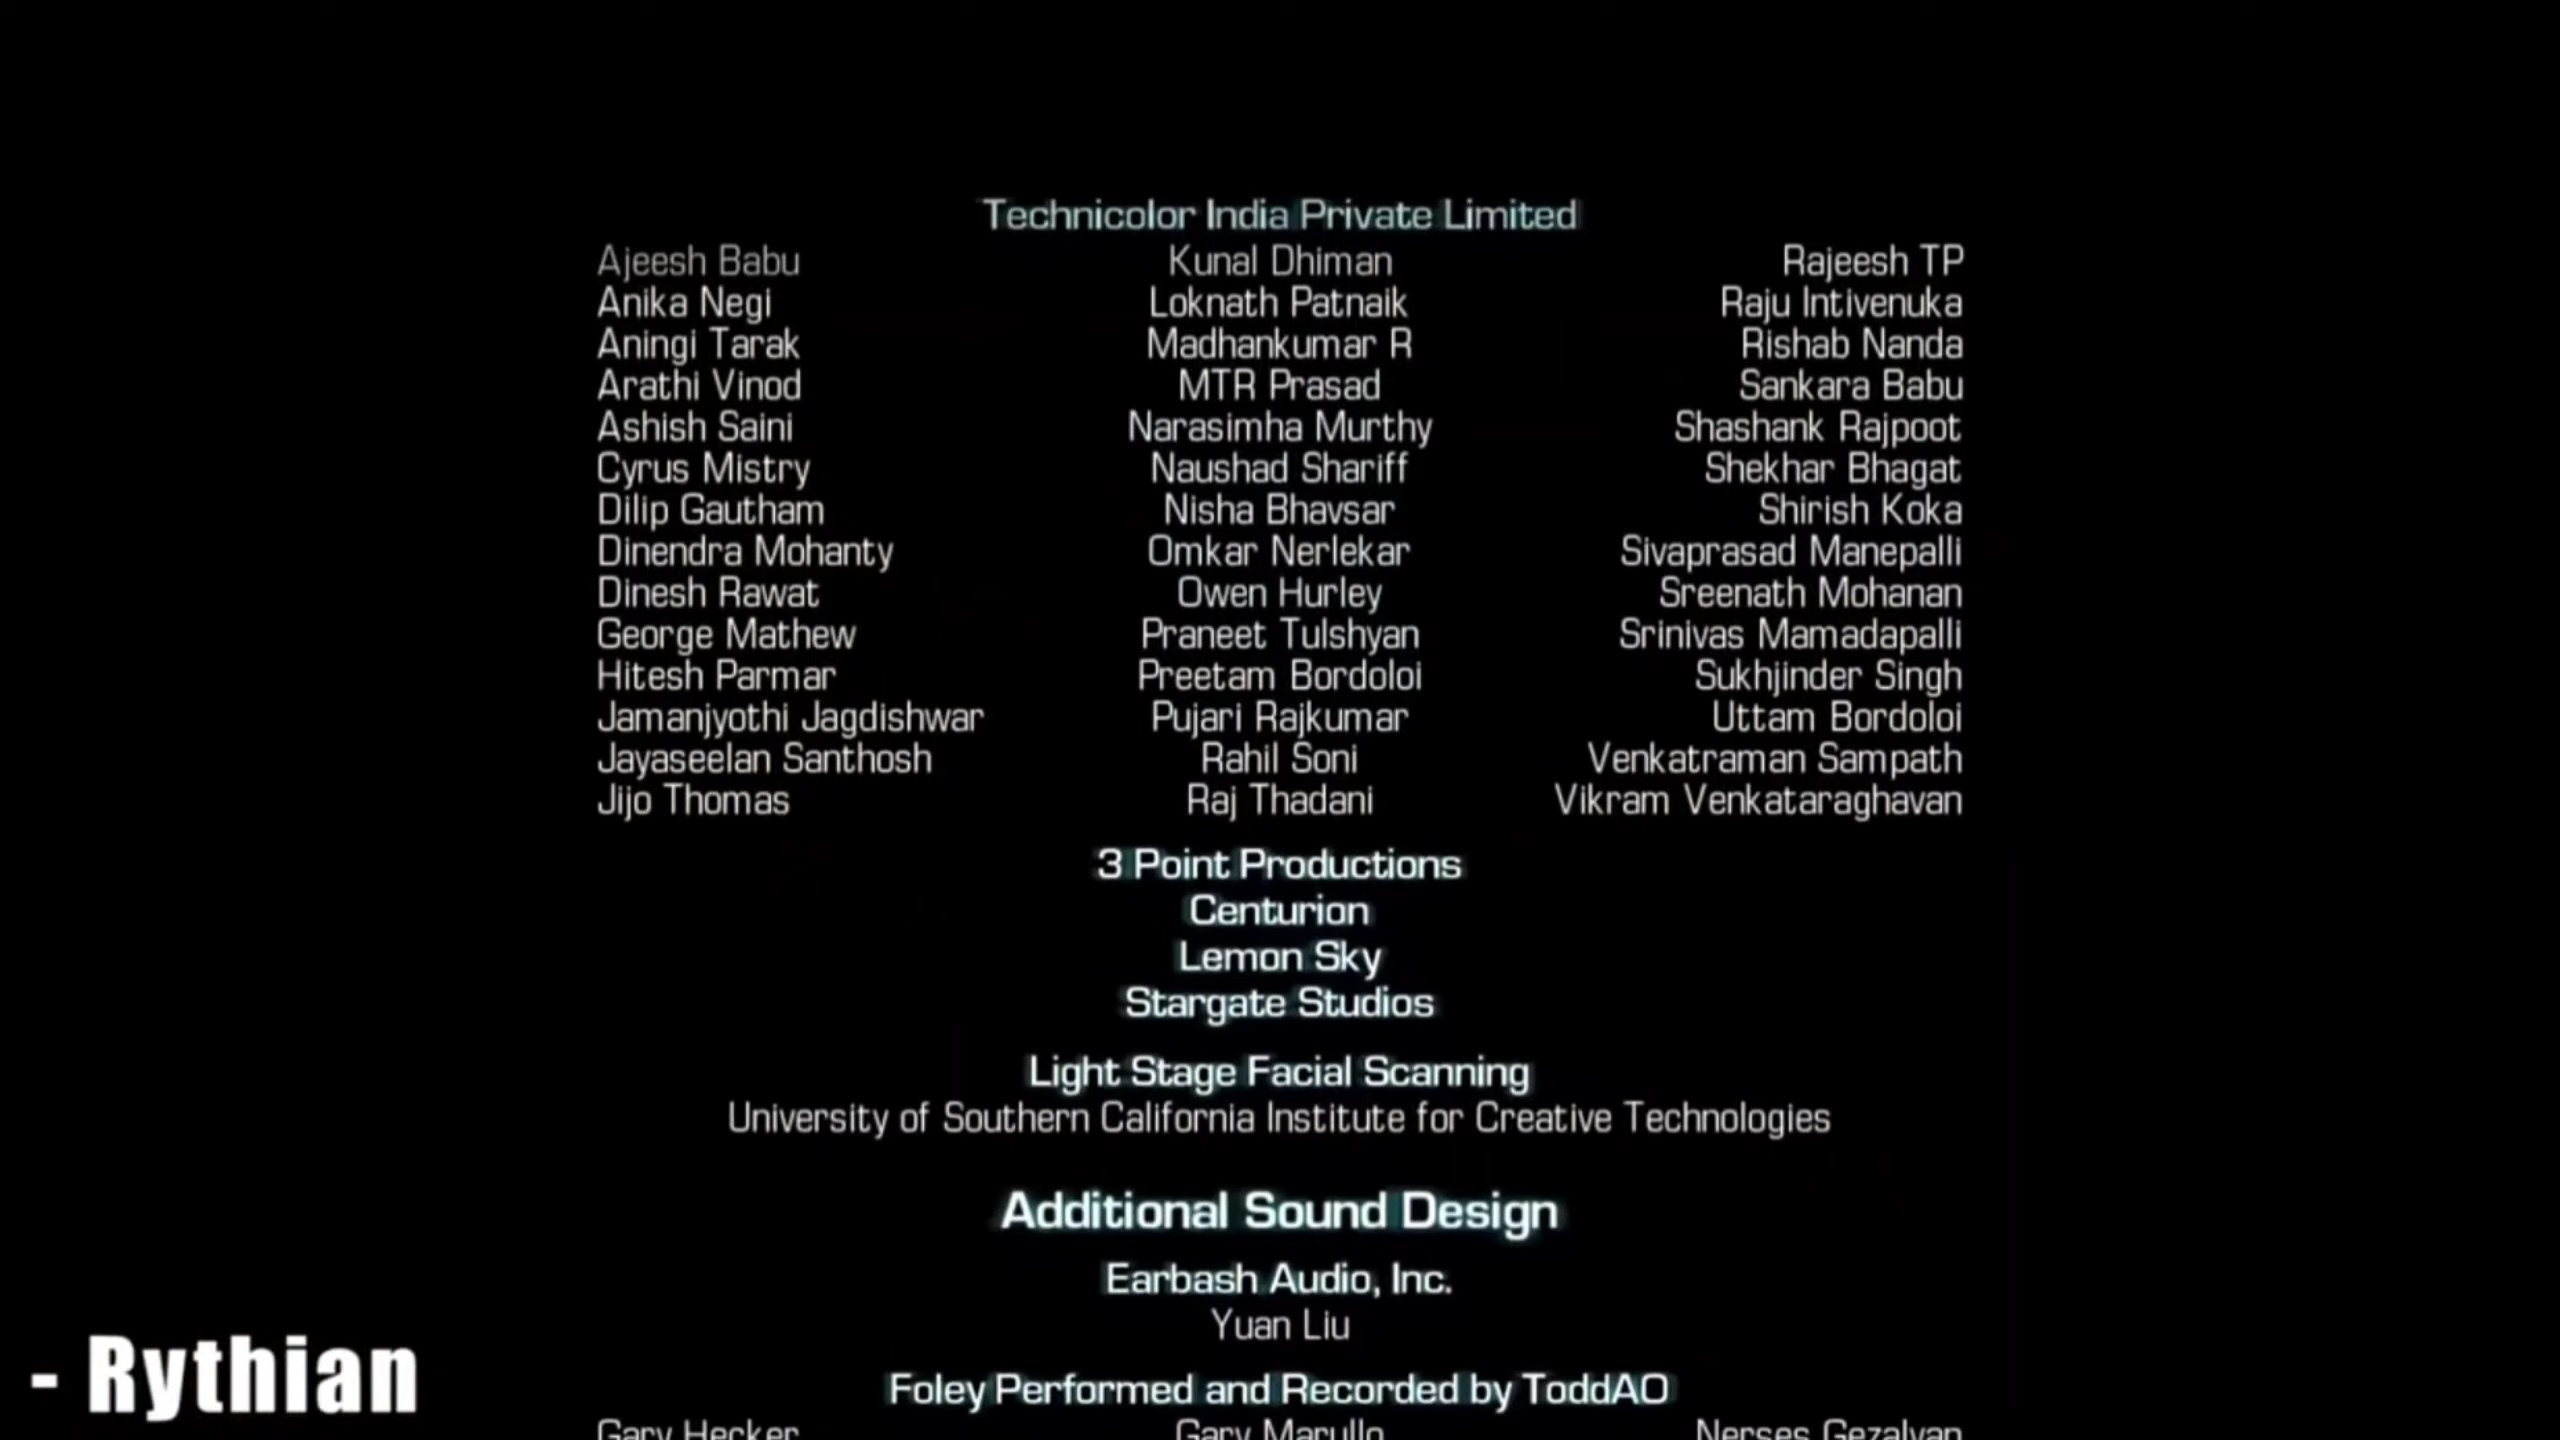 Technicolor India Private Limited
Ajeesh Babu Kunal Dhiman Rajeesh TP
Anika Negi Loknath Patnaik Raju Intivenuka
Aningi Tarak Madhankumar R Rishab Nanda
Arathi Vinod MTR Prasad Sankara Babu
Ashish Saini Narasimha Murthy Shashank Rajpoot
Cyrus Mistry Naushad Shariff Shekhar Bhagat
Dilip Gautham Nisha Bhavsar Shirish Koka
Dinendra Mohanty Omkar Nerlekar Sivaprasad Manepalli
Dinesh Rawat Owen Hurley Sreenath Mohanan
George Mathew Praneet Tulshyan Srinivas Mamadapalli
Hitesh Parmar Preetam Bordoloi Sukhjinder Singh
Jamanjyothi Jagdishwar Pujari Rajkumar Uttam Bordoloi
Jayaseelan Santhosh Rahil Soni Venkatraman Sampath
Jijo Thomas Raj Thadani Vikram Venkataraghavan
3 Point Productions
Centurion
Lemon Sky
Stargate Studios
Light Stage Facial Scanning
University of Southern California Institute for Creative Technologies
Additional Sound Design
Earbash Audio, Inc.
Yuan Liu
Foley Performed and Recorded by ToddAO
Gary Hecker Gary Marullo Nerses Gezalyan
- Rythian